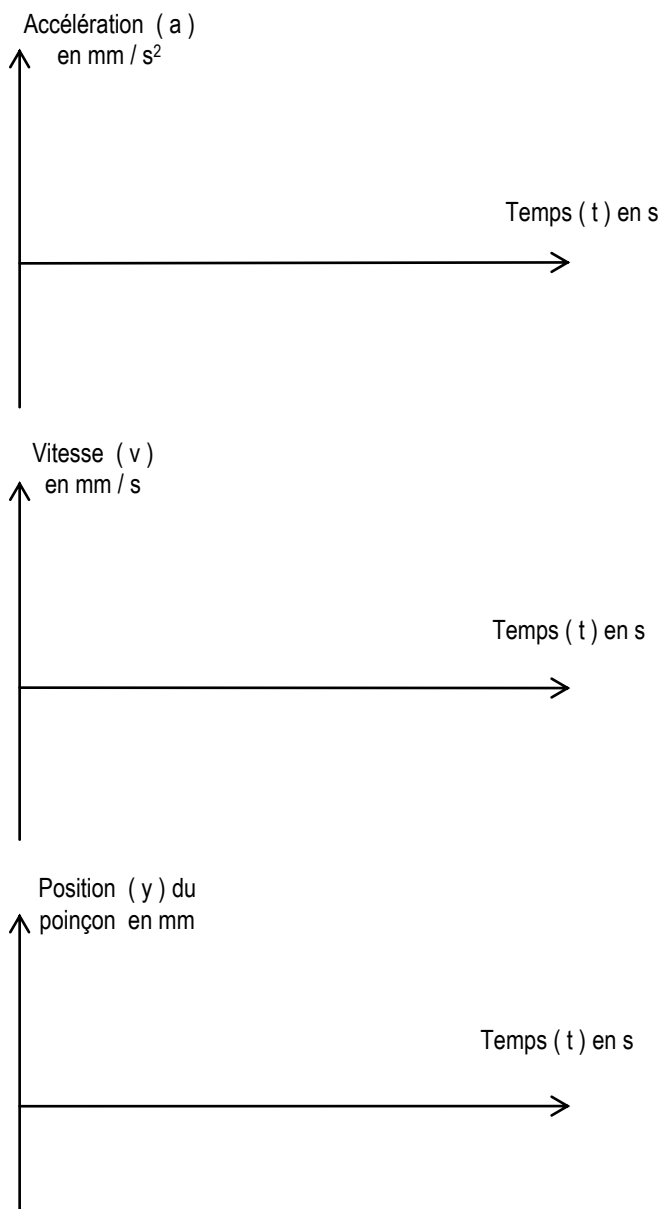 Accélération ( a )
en mm / s²
Temps ( t ) en s
Vitesse ( v )
en mm / s
Temps ( t ) en s
Position ( y ) du
poinçon en mm
Temps ( t ) en s